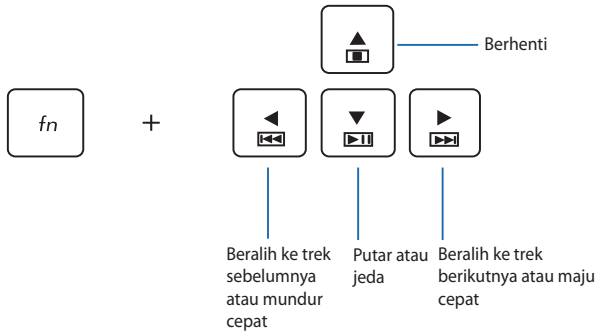 Berhenti
fn
+
Beralih ke trek
sebelumnya
atau mundur
cepat
Putar atau
jeda
Beralih ke trek
berikutnya atau maju
cepat